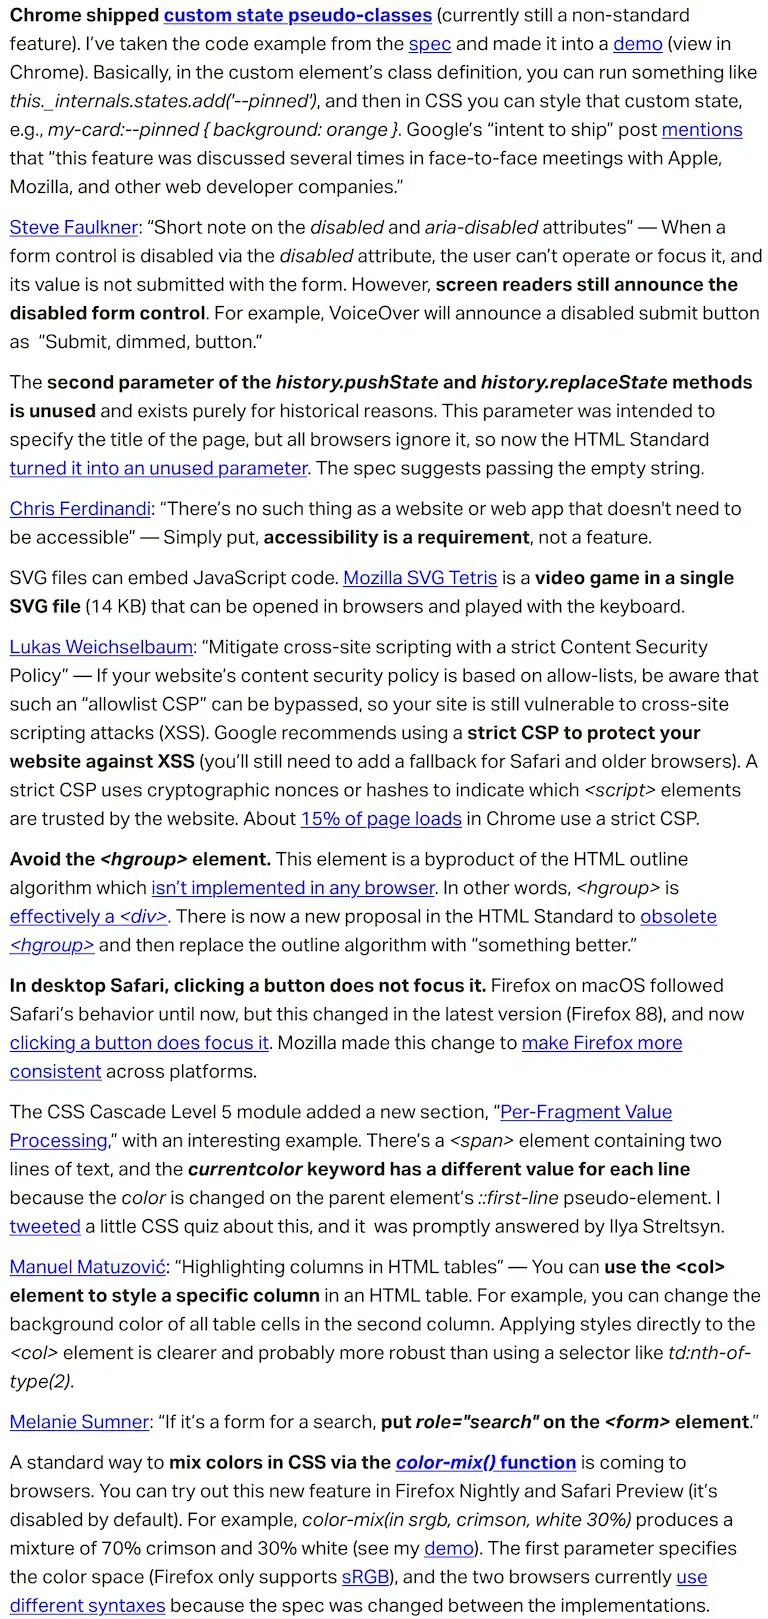 Chrome shipped custom state pseudo-classes (currently still a non-standard
feature). I’ve taken the code example from the spec and made it into a demo (view in
Chrome). Basically, in the custom element’s class definition, you can run something like
this._internals.states.add('--pinned'), and then in CSS you can style that custom state,
e.g., my-card:--pinned { background: orange }. Google’s “intent to ship” post mentions
that “this feature was discussed several times in face-to-face meetings with Apple,
Mozilla, and other web developer companies.”
Steve Faulkner: “Short note on the disabled and aria-disabled attributes” — When a
form control is disabled via the disabled attribute, the user can’t operate or focus it, and
its value is not submitted with the form. However, screen readers still announce the
disabled form control. For example, VoiceOver will announce a disabled submit button
as “Submit, dimmed, button.”
The second parameter of the history.pushState and history.replaceState methods
is unused and exists purely for historical reasons. This parameter was intended to
specify the title of the page, but all browsers ignore it, so now the HTML Standard
turned it into an unused parameter. The spec suggests passing the empty string.
Chris Ferdinandi: “There’s no such thing as a website or web app that doesn't need to
be accessible” — Simply put, accessibility is a requirement, not a feature.
SVG files can embed JavaScript code. Mozilla SVG Tetris is a video game in a single
SVG file (14 KB) that can be opened in browsers and played with the keyboard.
Lukas Weichselbaum: “Mitigate cross-site scripting with a strict Content Security
Policy” — If your website’s content security policy is based on allow-lists, be aware that
such an “allowlist CSP” can be bypassed, so your site is still vulnerable to cross-site
scripting attacks (XSS). Google recommends using a strict CSP to protect your
website against XSS (you’ll still need to add a fallback for Safari and older browsers). A
strict CSP uses cryptographic nonces or hashes to indicate which <script> elements
are trusted by the website. About 15% of page loads in Chrome use a strict CSP.
Avoid the <hgroup> element. This element is a byproduct of the HTML outline
algorithm which isn’t implemented in any browser. In other words, <hgroup> is
effectively a <div>. There is now a new proposal in the HTML Standard to obsolete
<hgroup> and then replace the outline algorithm with “something better.”
In desktop Safari, clicking a button does not focus it. Firefox on macOS followed
Safari’s behavior until now, but this changed in the latest version (Firefox 88), and now
clicking a button does focus it. Mozilla made this change to make Firefox more
consistent across platforms.
The CSS Cascade Level 5 module added a new section, “Per-Fragment Value
Processing,” with an interesting example. There’s a <span> element containing two
lines of text, and the currentcolor keyword has a different value for each line
because the color is changed on the parent element’s ::first-line pseudo-element. I
tweeted a little CSS quiz about this, and it was promptly answered by Ilya Streltsyn.
Manuel Matuzović: “Highlighting columns in HTML tables” — You can use the <col>
element to style a specific column in an HTML table. For example, you can change the
background color of all table cells in the second column. Applying styles directly to the
<col> element is clearer and probably more robust than using a selector like td:nth-of-
type(2).
Melanie Sumner: “If it’s a form for a search, put role="search" on the <form> element.”
A standard way to mix colors in CSS via the color-mix() function is coming to
browsers. You can try out this new feature in Firefox Nightly and Safari Preview (it’s
disabled by default). For example, color-mix(in srgb, crimson, white 30%) produces a
mixture of 70% crimson and 30% white (see my demo). The first parameter specifies
the color space (Firefox only supports sRGB), and the two browsers currently use
different syntaxes because the spec was changed between the implementations.